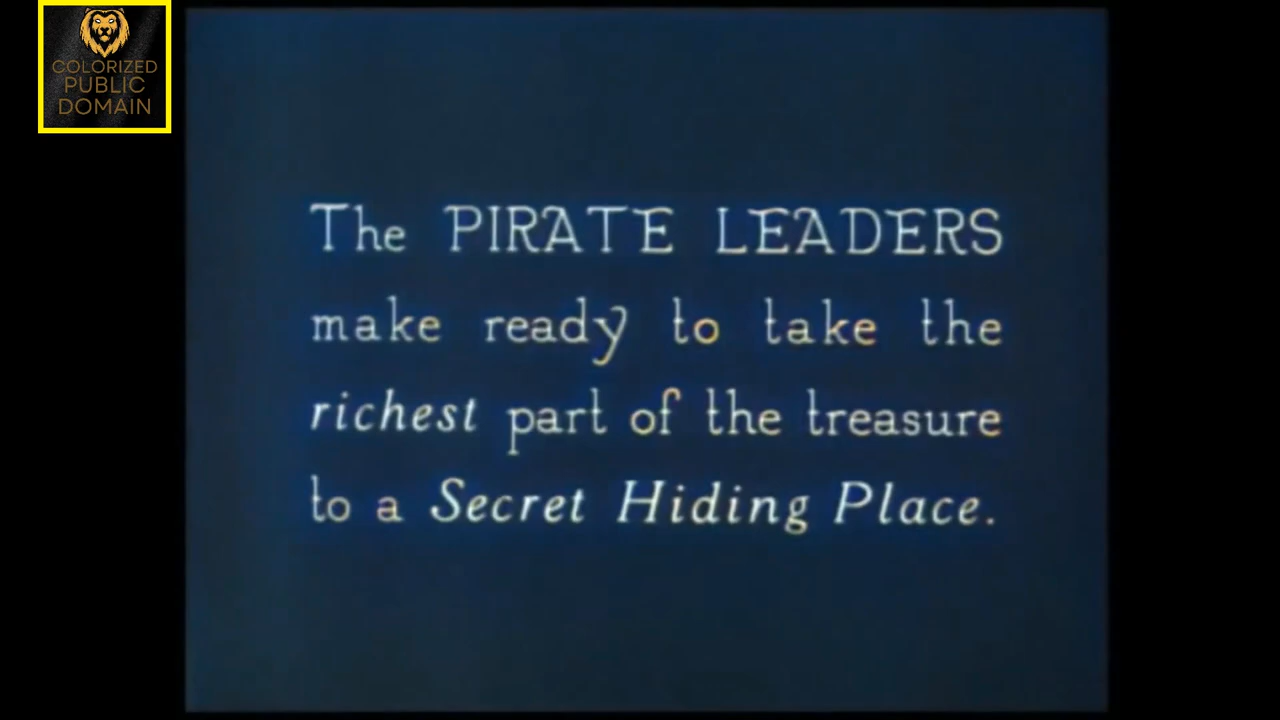 COLORIZED
PUBLIC
DOMAIN
The PIRATE LEADERS
make ready to take the
richest part of the treasure
to a Secret Hiding Place.